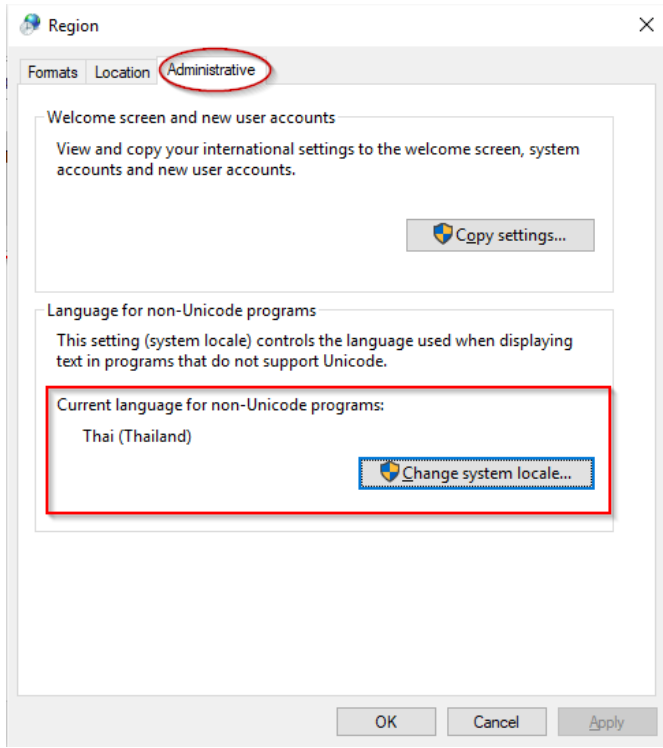 Region
Formats Location Administrative
Welcome screen and new user accounts
View and copy your international settings to the welcome screen, system
accounts and new user accounts.
Copy settings...
Language for non-Unicode programs
This setting (system locale) controls the language used when displaying
text in programs that do not support Unicode.
Current language for non-Unicode programs:
Thai (Thailand)
Change system locale...
OK Cancel Apply